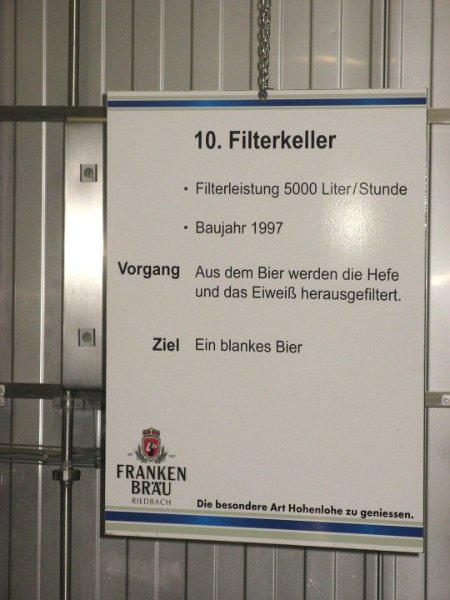 10. Filterkeller
• Filterleistung 5000 Liter/Stunde
• Baujahr 1997
Vorgang Aus dem Bier werden die Hefe
und das Eiweiß herausgefiltert.
Ziel Ein blankes Bier
FRANKEN
BRÄU
RIEDBACH
Die besondere Art Hohenlohe zu geniessen.